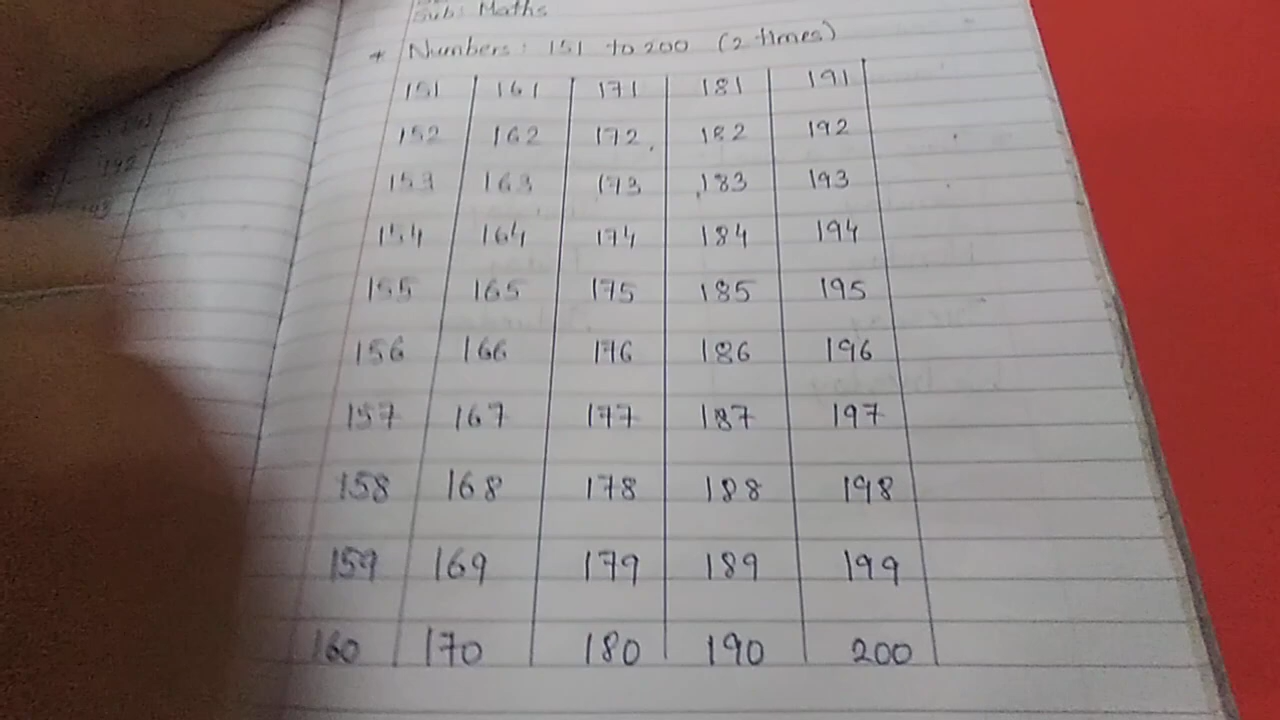 Sub: Maths
* Numbers: 151 to 200 (2 times)
151 161 171 181 191
152 162 172 182 192
153 163 173 183 193
154 164 174 184 194
155 165 175 185 195
156 166 176 186 196
157 167 177 187 197
158 168 178 188 198
159 169 179 189 199
160 170 180 190 200
192